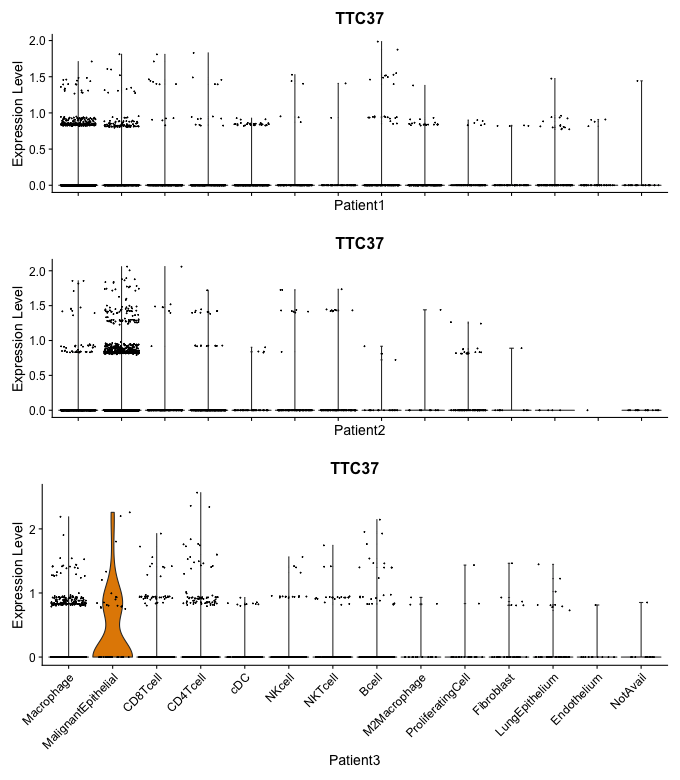 TTC37
Expression Level
2.0
1.5
1.0
0.5
0.0
Patient1
TTC37
Expression Level
2.0
1.5
1.0
0.5
0.0
Patient2
TTC37
Expression Level
2
1
0
Macrophage
MalignantEpithelial
CD8Tcell
CD4Tcell
cDC
NKcell
NKTcell
Bcell
M2Macrophage
ProliferatingCell
Fibroblast
LungEpithelium
Endothelium
NotAvail
Patient3